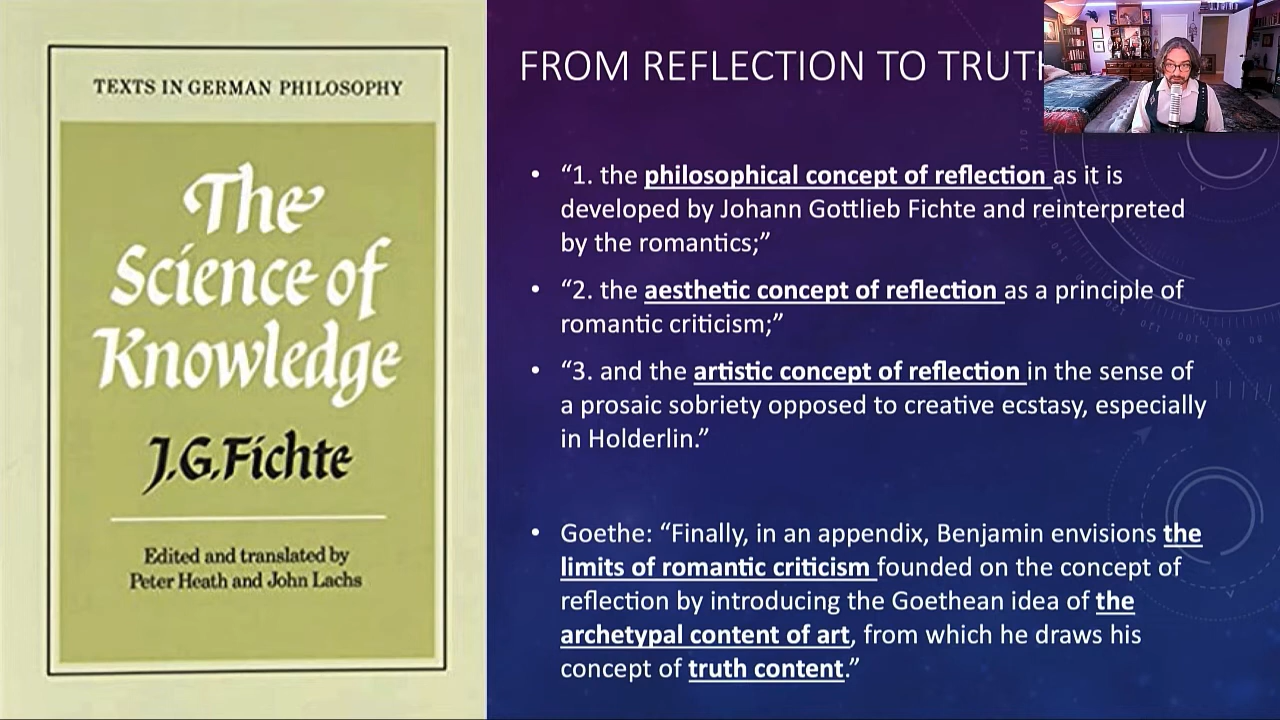 TEXTS IN GERMAN PHILOSOPHY
The
Science of
Knowledge
J.G.Fichte
Edited and translated by
Peter Heath and John Lachs
FROM REFLECTION TO
• “1. the philosophical concept of reflection as it is
developed by Johann Gottlieb Fichte and reinterpreted
by the romantics;”
• “2. the aesthetic concept of reflection as a principle of
romantic criticism;”
• “3. and the artistic concept of reflection in the sense of
a prosaic sobriety opposed to creative ecstasy, especially
in Holderlin.”
• Goethe: “Finally, in an appendix, Benjamin envisions the
limits of romantic criticism founded on the concept of
reflection by introducing the Goethean idea of the
archetypal content of art, from which he draws his
concept of truth content.”